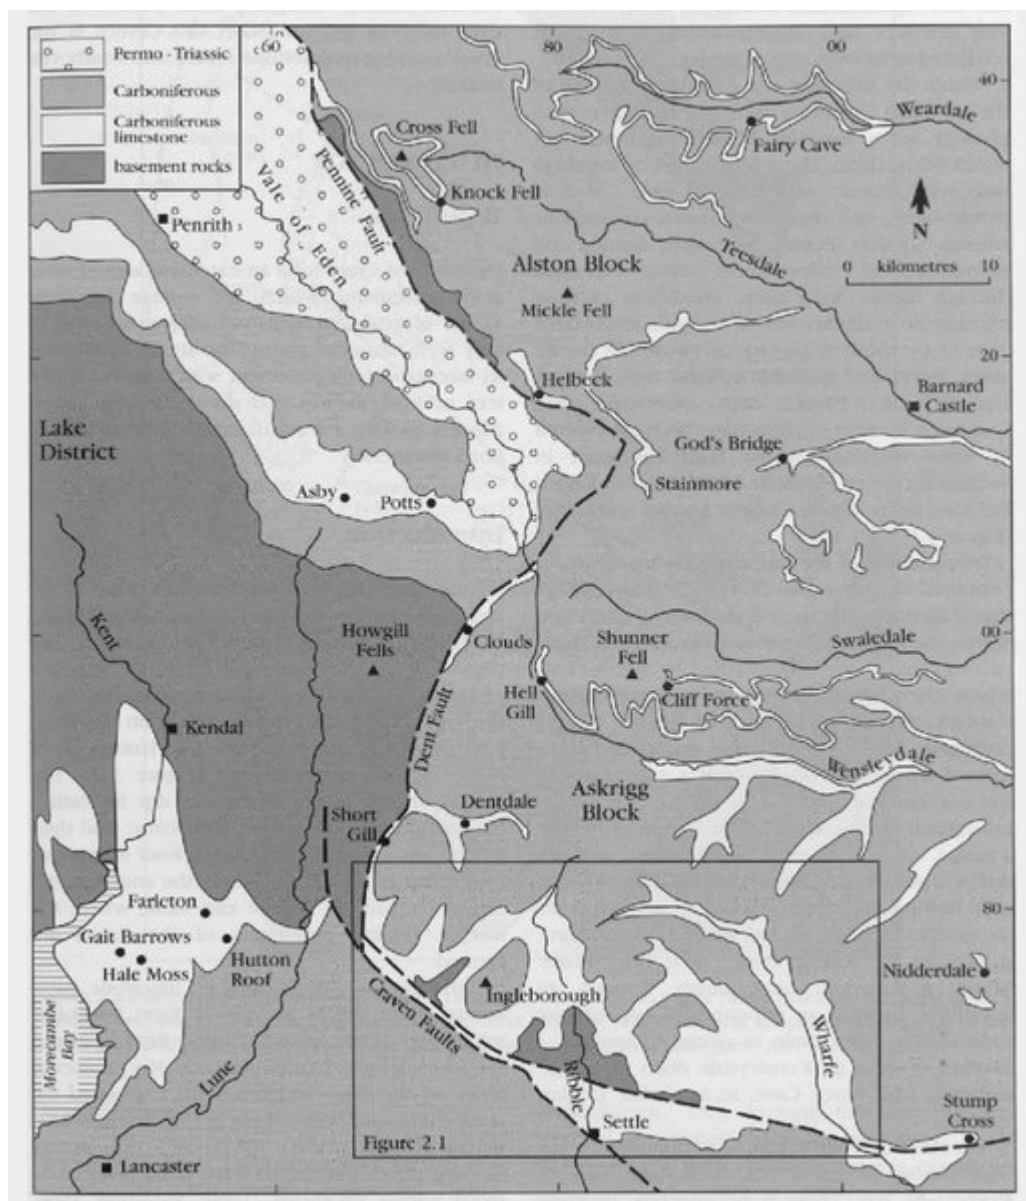 60
80
00
Permo - Triassic
Carboniferous
Carboniferous
limestone
basement rocks
40
Weardale
Cross Fell
Fairy Cave
Pennine Fault
Vale of Eden
Knock Fell
Penrith
N
Teesdale
Alston Block
0 kilometres 10
Mickle Fell
20
Helbeck
Barnard
Castle
Lake
District
God's Bridge
Stainmore
Asby
Potts
Kent
Howgill
Fells
Clouds
Shunner
Fell
Swaledale
00
Hell
Gill
Cliff Force
Dent Fault
Kendal
Wensleydale
Askrigg
Block
Dentdale
Short
Gill
Farleton
80
Gait Barrows
Hale Moss
Hutton
Roof
Nidderdale
Ingleborough
Craven Faults
Morecambe
Bay
Lune
Ribble
Wharfe
Stump
Cross
Settle
Figure 2.1
Lancaster